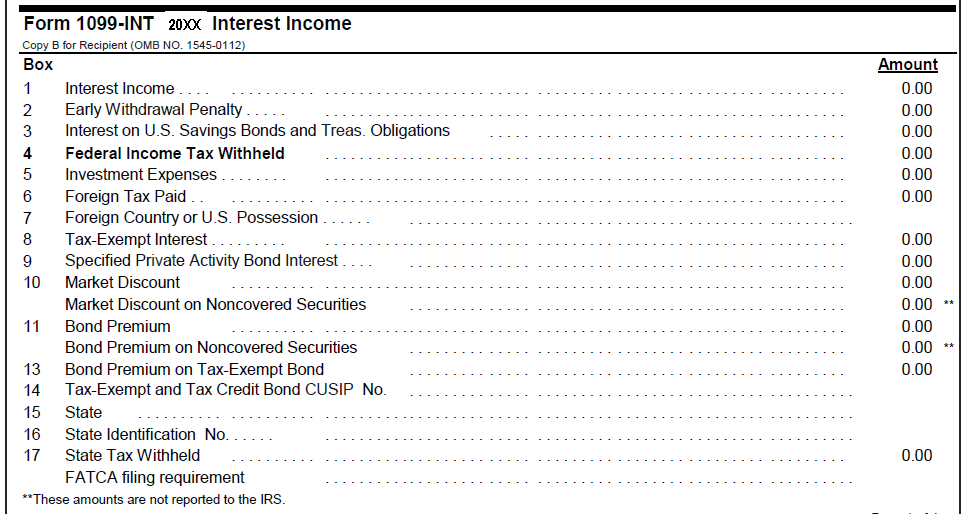 Form 1099-INT 20XX Interest Income
Copy B for Recipient (OMB NO. 1545-0112)
Box Amount
1 Interest Income . . . . . . . . . . . . . . . . . . . . . . . . 0.00
2 Early Withdrawal Penalty . . . . . . . . . . . . . . . . . . . . . . . . 0.00
3 Interest on U.S. Savings Bonds and Treas. Obligations . . . . . . . . . . . . . . . . . . . . 0.00
4 Federal Income Tax Withheld . . . . . . . . . . . . . . . . . . . . 0.00
5 Investment Expenses . . . . . . . . . . . . . . . . . . . . . . . . 0.00
6 Foreign Tax Paid . . . . . . . . . . . . . . . . . . . . . . . . 0.00
7 Foreign Country or U.S. Possession . . . . . . . . . . . . . . . . . . . . . . . .
8 Tax-Exempt Interest . . . . . . . . . . . . . . . . . . . . . . . . 0.00
9 Specified Private Activity Bond Interest . . . . . . . . . . . . . . . . . . . . . . . . 0.00
10 Market Discount . . . . . . . . . . . . . . . . . . . . 0.00
Market Discount on Noncovered Securities . . . . . . . . . . . . . . . . . . . . 0.00 **
11 Bond Premium . . . . . . . . . . . . . . . . . . . . 0.00
Bond Premium on Noncovered Securities . . . . . . . . . . . . . . . . . . . . 0.00 **
13 Bond Premium on Tax-Exempt Bond . . . . . . . . . . . . . . . . . . . . 0.00
14 Tax-Exempt and Tax Credit Bond CUSIP No. . . . . . . . . . . . . . . . . . . . .
15 State . . . . . . . . . . . . . . . . . . . .
16 State Identification No. . . . . . . . . . . . . . . . . . . . . . . .
17 State Tax Withheld . . . . . . . . . . . . . . . . . . . . 0.00
FATCA filing requirement . . . . . . . . . . . . . . . . . . . .
**These amounts are not reported to the IRS.